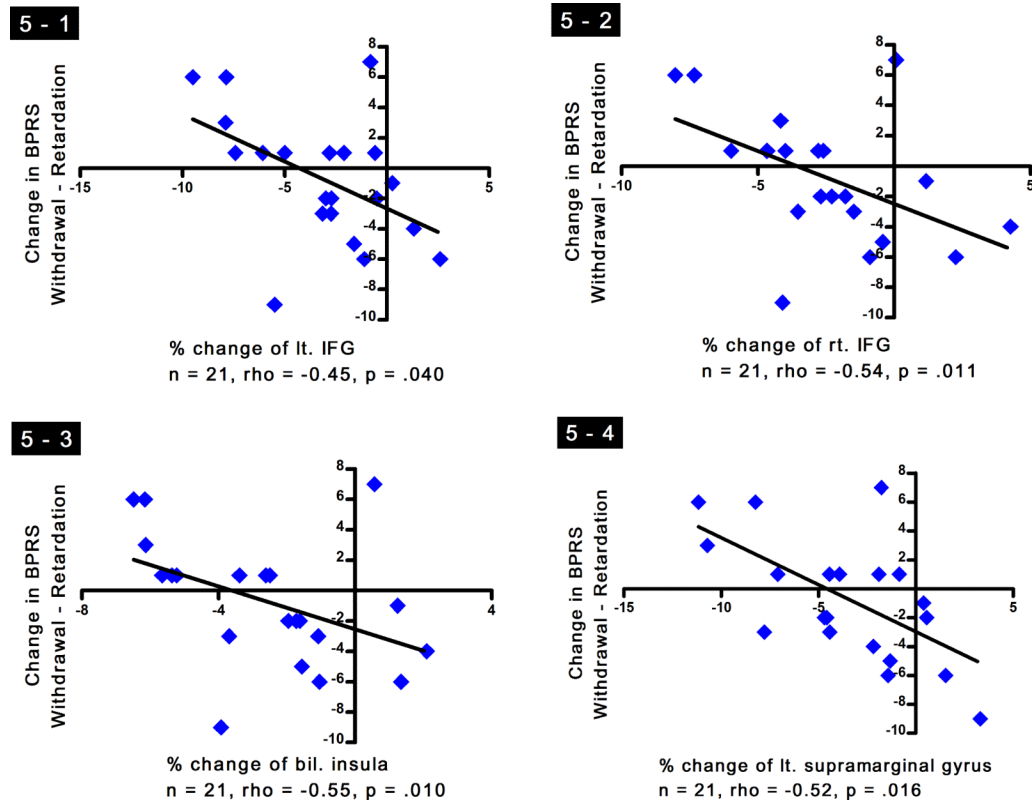 5 - 1
Change in BPRS
Withdrawal - Retardation
8
6
4
2
-2
-4
-6
-8
-10
-15
-10
-5
5
% change of lt. IFG
n = 21, rho = -0.45, p = .040
5 - 2
Change in BPRS
Withdrawal - Retardation
8
6
4
2
-2
-4
-6
-8
-10
-10
-5
5
% change of rt. IFG
n = 21, rho = -0.54, p = .011
5 - 3
Change in BPRS
Withdrawal - Retardation
8
6
4
2
-2
-4
-6
-8
-10
-8
-4
4
% change of bil. insula
n = 21, rho = -0.55, p = .010
5 - 4
Change in BPRS
Withdrawal - Retardation
8
6
4
2
-2
-4
-6
-8
-10
-15
-10
-5
5
% change of lt. supramarginal gyrus
n = 21, rho = -0.52, p = .016